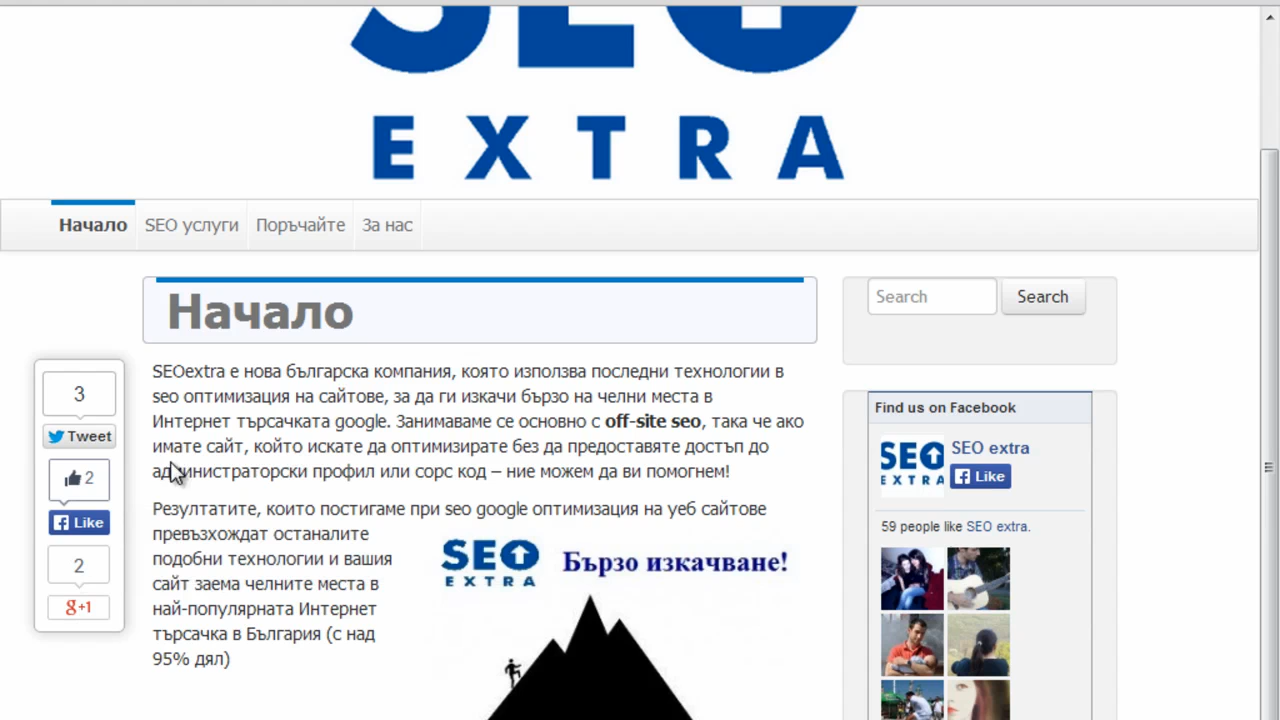 SEO
EXTRA
Начало
SEO услуги
Поръчайте
За нас
Начало
Search
Search
3
Tweet
2
Like
2
g+1
SEOextra е нова българска компания, която използва последни технологии в
seo оптимизация на сайтове, за да ги изкачи бързо на челни места в
Интернет търсачката google. Занимаваме се основно с off-site seo, така че ако
имате сайт, който искате да оптимизирате без да предоставяте достъп до
администраторски профил или сорс код – ние можем да ви помогнем!
Резултатите, които постигаме при seo google оптимизация на уеб сайтове
превъзхождат останалите
подобни технологии и вашия
сайт заема челните места в
най-популярната Интернет
търсачка в България (с над
95% дял)
SEO
EXTRA
Бързо изкачване!
Find us on Facebook
SEO
EXTRA
SEO extra
Like
59 people like SEO extra.